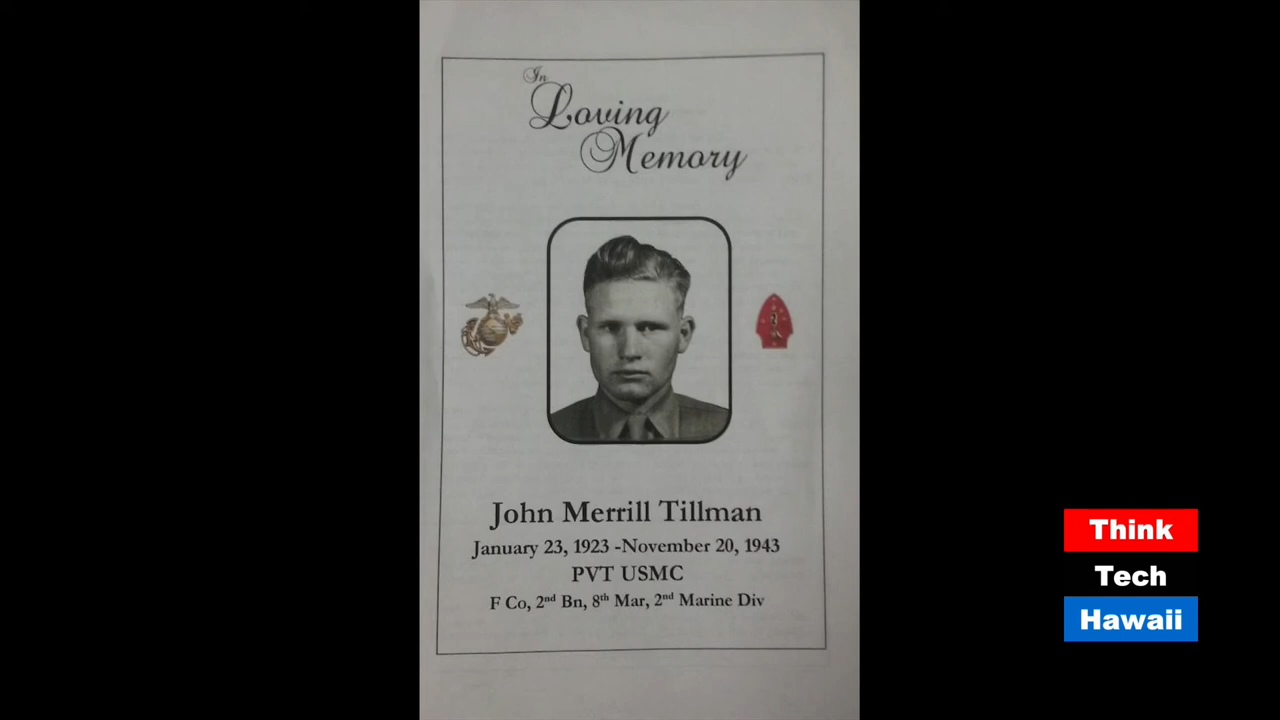 In
Loving
Memory
John Merrill Tillman
January 23, 1923 -November 20, 1943
PVT USMC
F Co, 2nd Bn, 8th Mar, 2nd Marine Div
Think
Tech
Hawaii